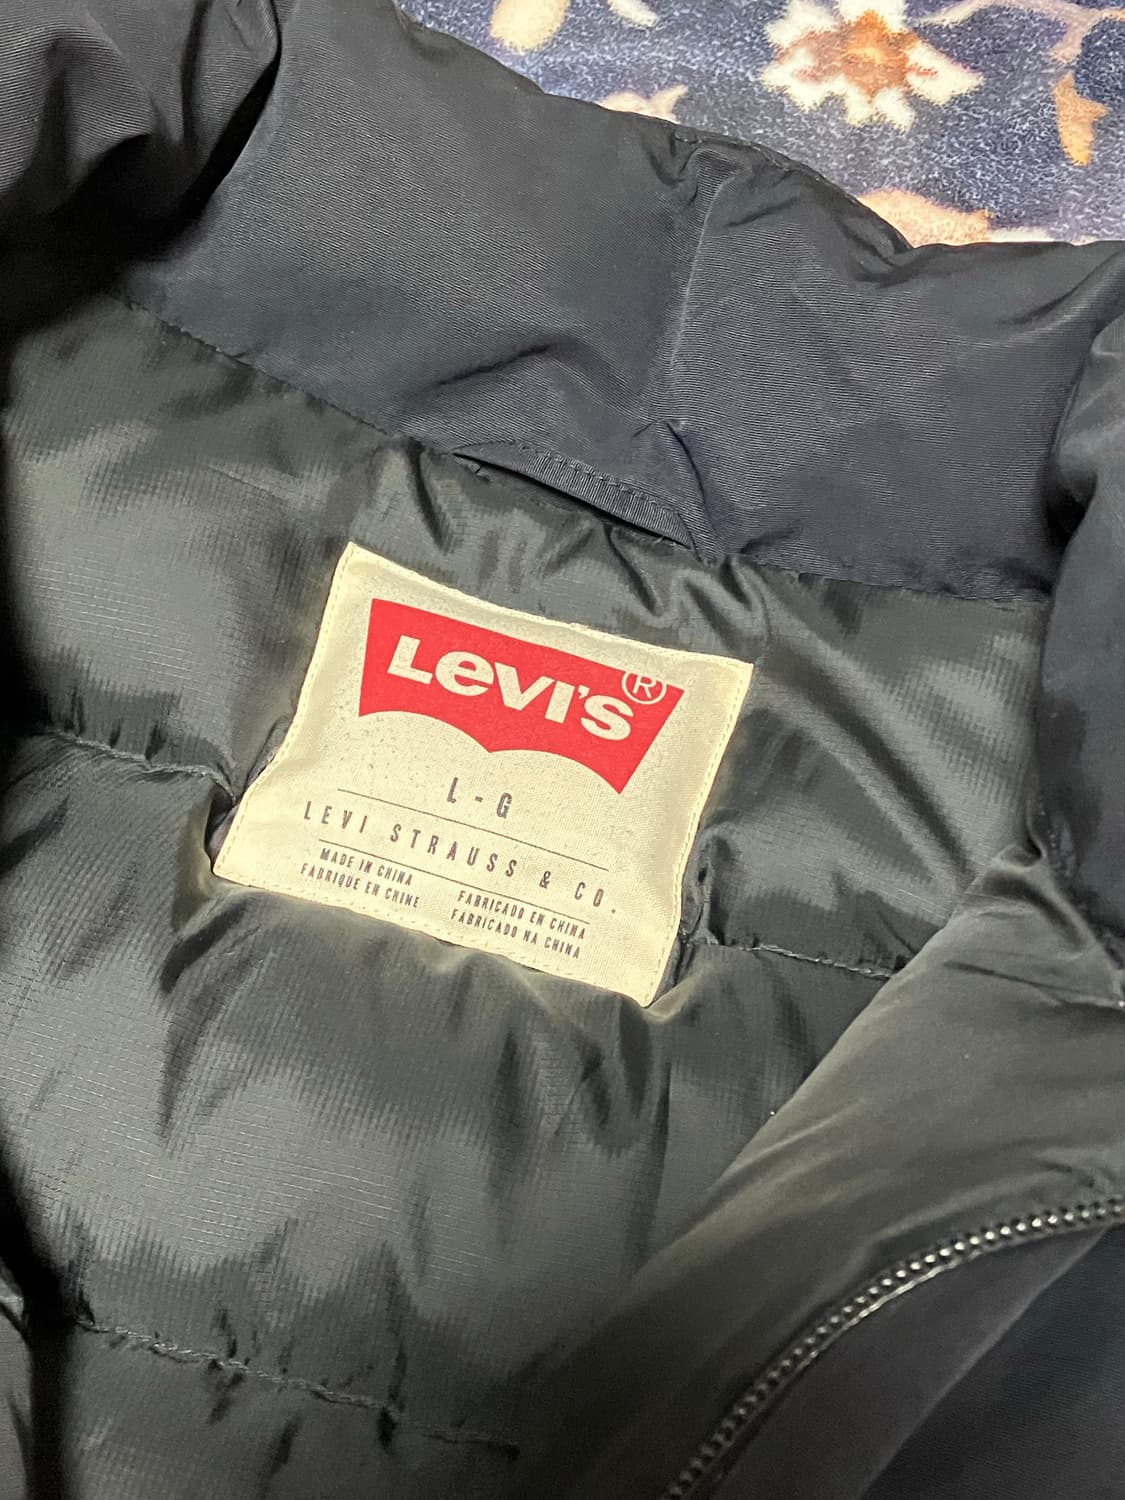 LEVI'S®
L-G
LEVI STRAUSS & CO.
MADE IN CHINA
FABRIQUE EN CHINE
FABRICADO EN CHINA
FABRICADO NA CHINA